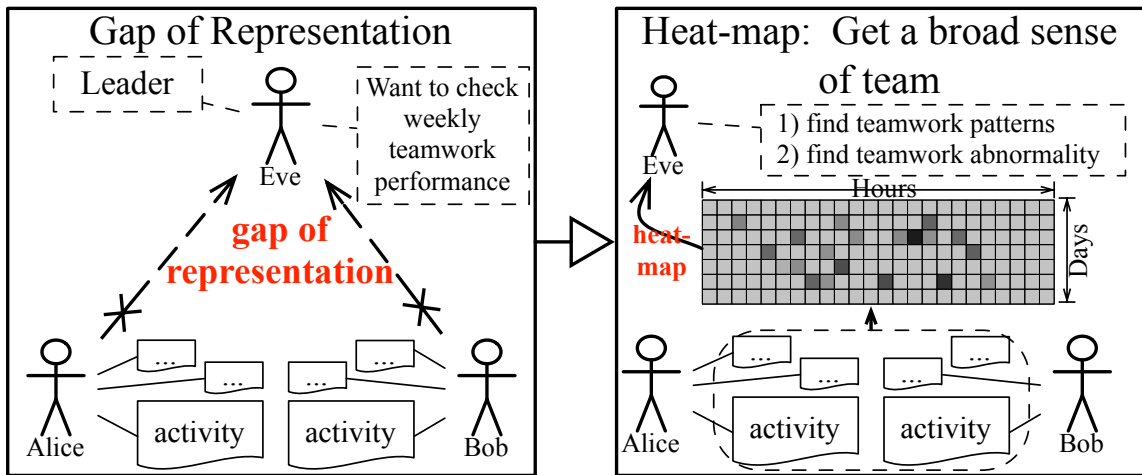 Gap of Representation
Leader
Want to check
weekly
teamwork
performance
Eve
gap of
representation
...
...
...
...
Alice
activity
activity
Bob
Heat-map: Get a broad sense
of team
1) find teamwork patterns
2) find teamwork abnormality
Eve
Hours
heat-
map
Days
...
...
...
...
Alice
activity
activity
Bob